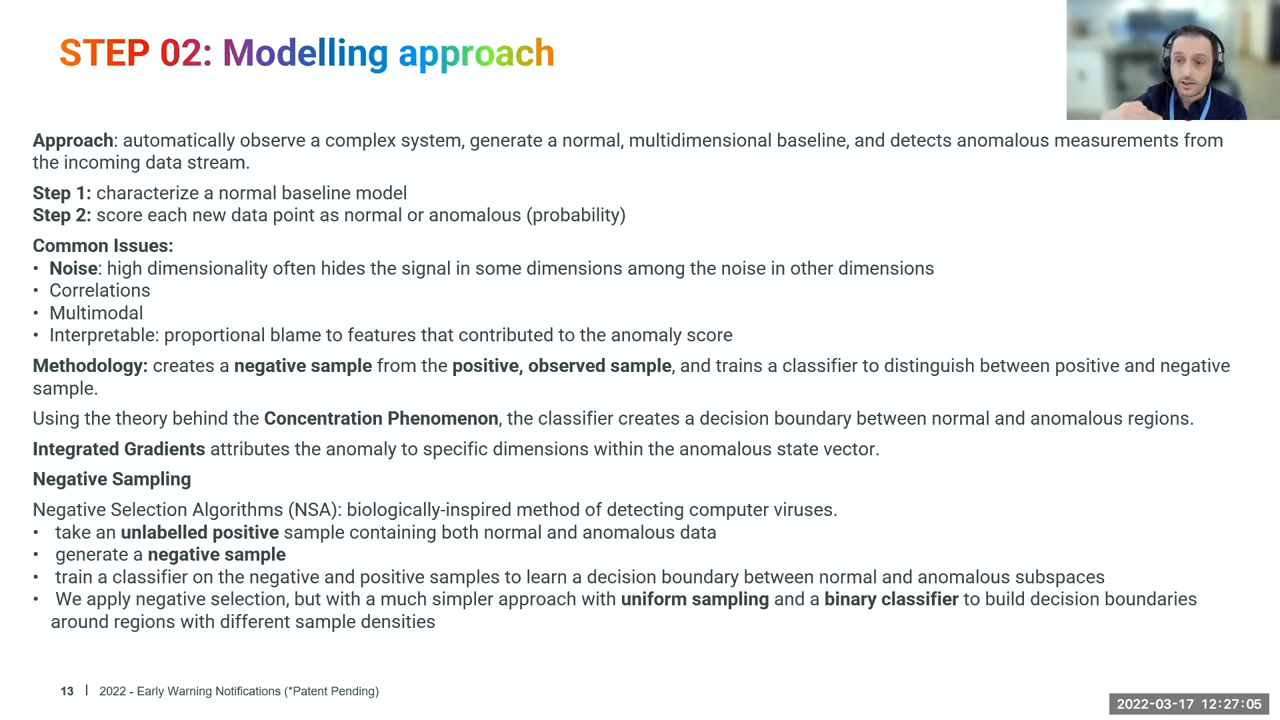 STEP 02: Modelling approach
Approach: automatically observe a complex system, generate a normal, multidimensional baseline, and detects anomalous measurements from
the incoming data stream.
Step 1: characterize a normal baseline model
Step 2: score each new data point as normal or anomalous (probability)
Common Issues:
• Noise: high dimensionality often hides the signal in some dimensions among the noise in other dimensions
• Correlations
• Multimodal
• Interpretable: proportional blame to features that contributed to the anomaly score
Methodology: creates a negative sample from the positive, observed sample, and trains a classifier to distinguish between positive and negative
sample.
Using the theory behind the Concentration Phenomenon, the classifier creates a decision boundary between normal and anomalous regions.
Integrated Gradients attributes the anomaly to specific dimensions within the anomalous state vector.
Negative Sampling
Negative Selection Algorithms (NSA): biologically-inspired method of detecting computer viruses.
• take an unlabelled positive sample containing both normal and anomalous data
• generate a negative sample
• train a classifier on the negative and positive samples to learn a decision boundary between normal and anomalous subspaces
• We apply negative selection, but with a much simpler approach with uniform sampling and a binary classifier to build decision boundaries
around regions with different sample densities
13 | 2022 - Early Warning Notifications (*Patent Pending)
2022-03-17 12:27:05